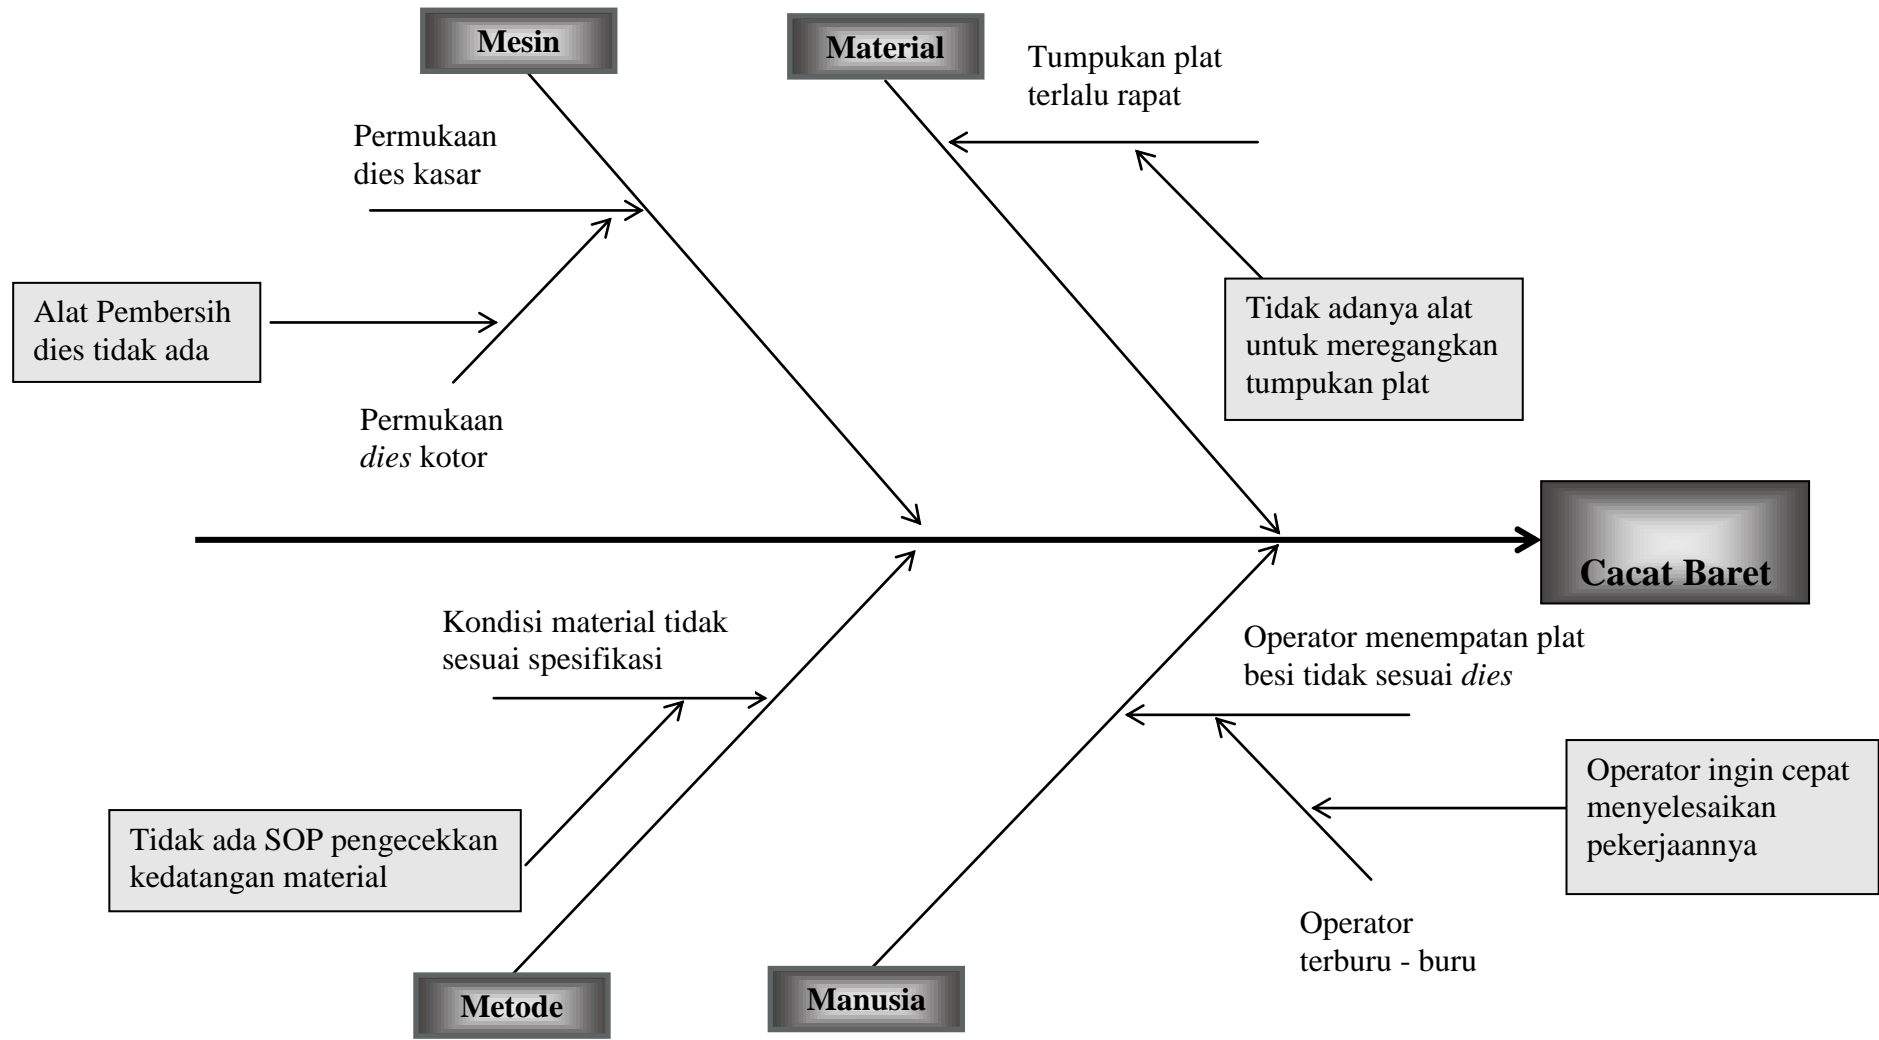 Mesin
Material
Tumpukan plat
terlalu rapat
Permukaan
dies kasar
Alat Pembersih
dies tidak ada
Tidak adanya alat
untuk meregangkan
tumpukan plat
Permukaan
dies kotor
Cacat Baret
Kondisi material tidak
sesuai spesifikasi
Operator menempatan plat
besi tidak sesuai dies
Operator ingin cepat
menyelesaikan
pekerjaannya
Tidak ada SOP pengecekkan
kedatangan material
Operator
terburu - buru
Metode
Manusia